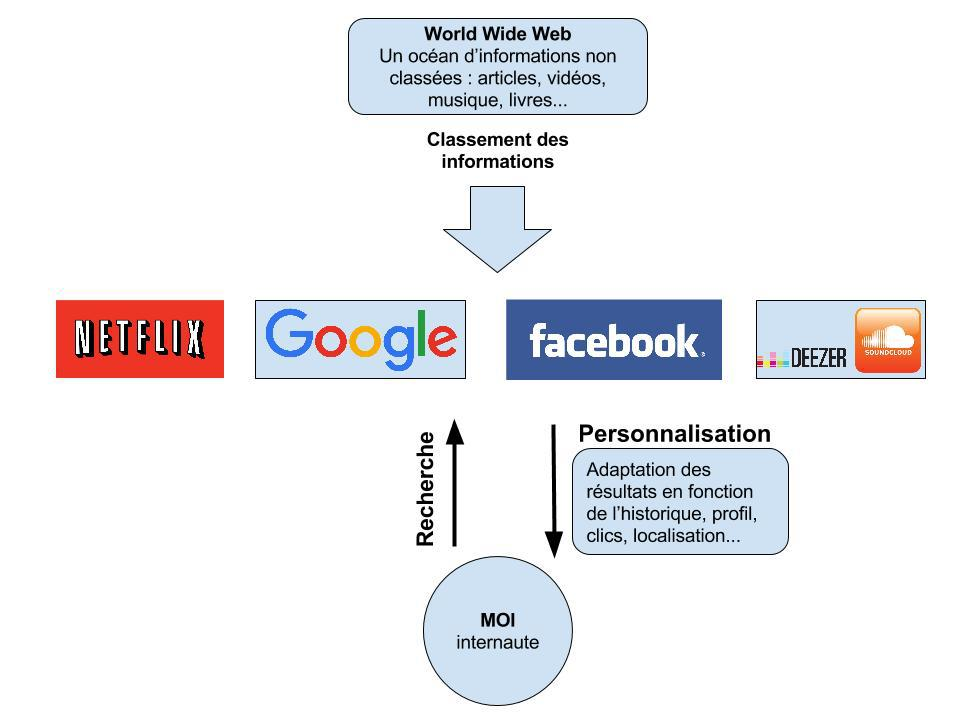 World Wide Web
Un océan d'informations non
classées : articles, vidéos,
musique, livres...
Classement des
informations
NETFLIX
Google
facebook
DEEZER
SOUNDCLOUD
Recherche
Personnalisation
Adaptation des
résultats en fonction
de l'historique, profil,
clics, localisation...
MOI
internaute